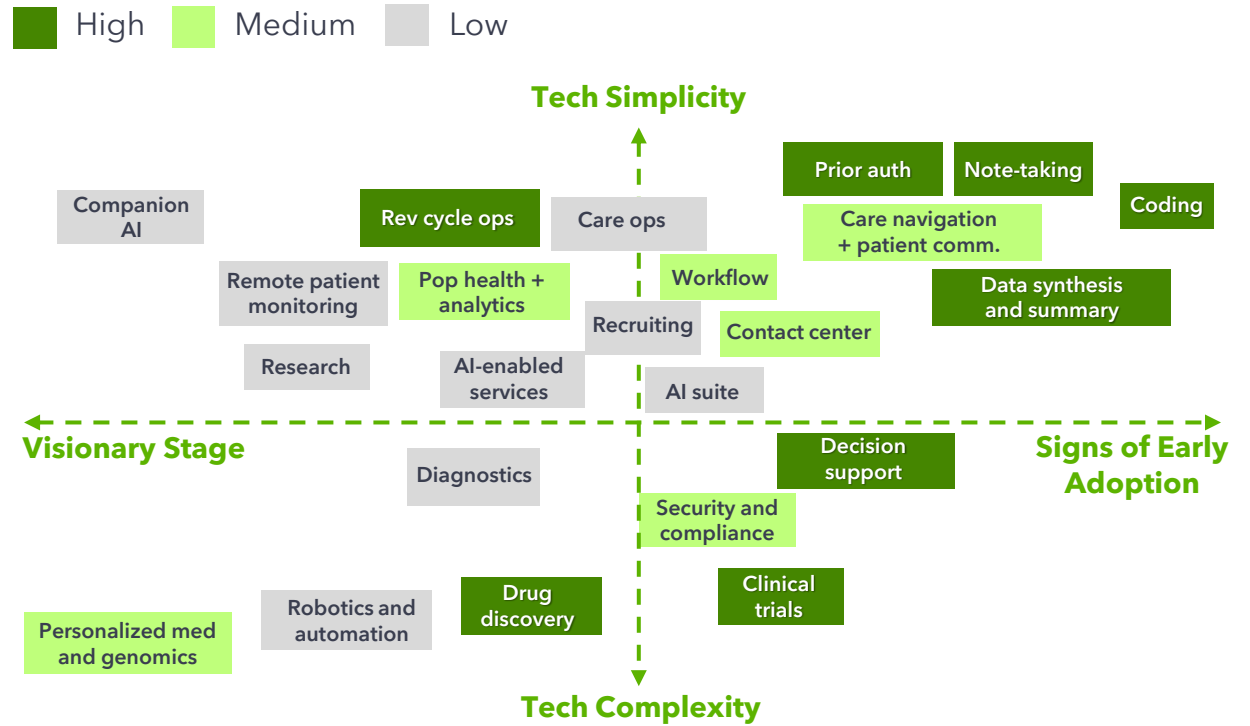 High Medium Low
Tech Simplicity
Prior auth
Note-taking
Companion
AI
Rev cycle ops
Care ops
Coding
Care navigation
+ patient comm.
Remote patient
monitoring
Pop health +
analytics
Workflow
Data synthesis
and summary
Recruiting
Contact center
Research
AI-enabled
services
AI suite
Visionary Stage
Signs of Early
Adoption
Decision
support
Diagnostics
Security and
compliance
Drug
discovery
Clinical
trials
Robotics and
automation
Personalized med
and genomics
Tech Complexity